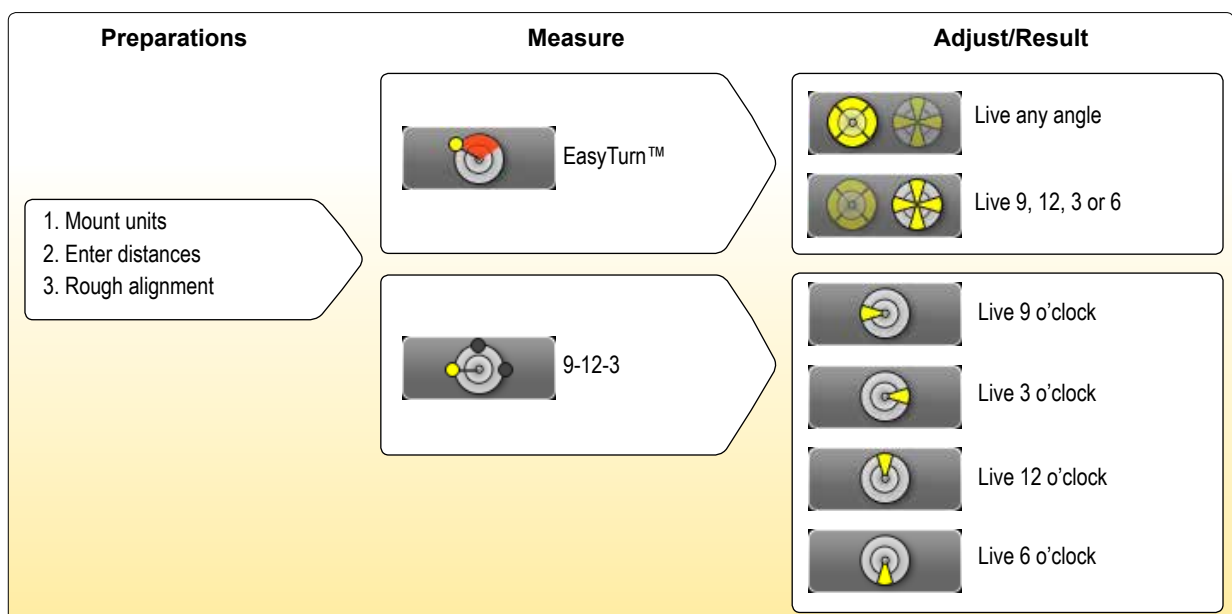 Preparations
Measure
Adjust/Result
1. Mount units
2. Enter distances
3. Rough alignment
EasyTurn™
9-12-3
Live any angle
Live 9, 12, 3 or 6
Live 9 o’clock
Live 3 o’clock
Live 12 o’clock
Live 6 o’clock